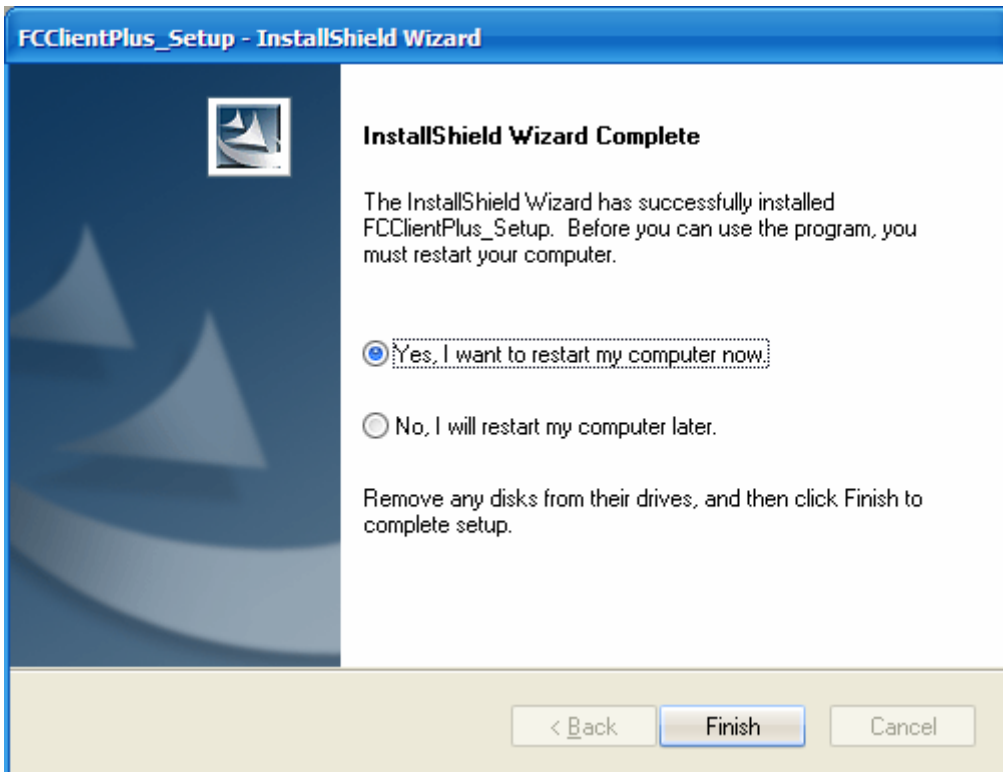 FCClientPlus_Setup - InstallShield Wizard
InstallShield Wizard Complete
The InstallShield Wizard has successfully installed
FCClientPlus_Setup.  Before you can use the program, you
must restart your computer.
Yes, I want to restart my computer now.
No, I will restart my computer later.
Remove any disks from their drives, and then click Finish to
complete setup.
< Back
Finish
Cancel